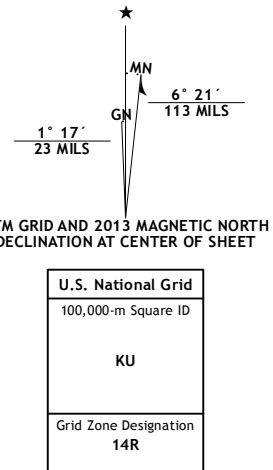 ★
MN
GN
6° 21´
113 MILS
1° 17´
23 MILS
TM GRID AND 2013 MAGNETIC NORTH
DECLINATION AT CENTER OF SHEET
U.S. National Grid
100,000-m Square ID
KU
Grid Zone Designation
14R